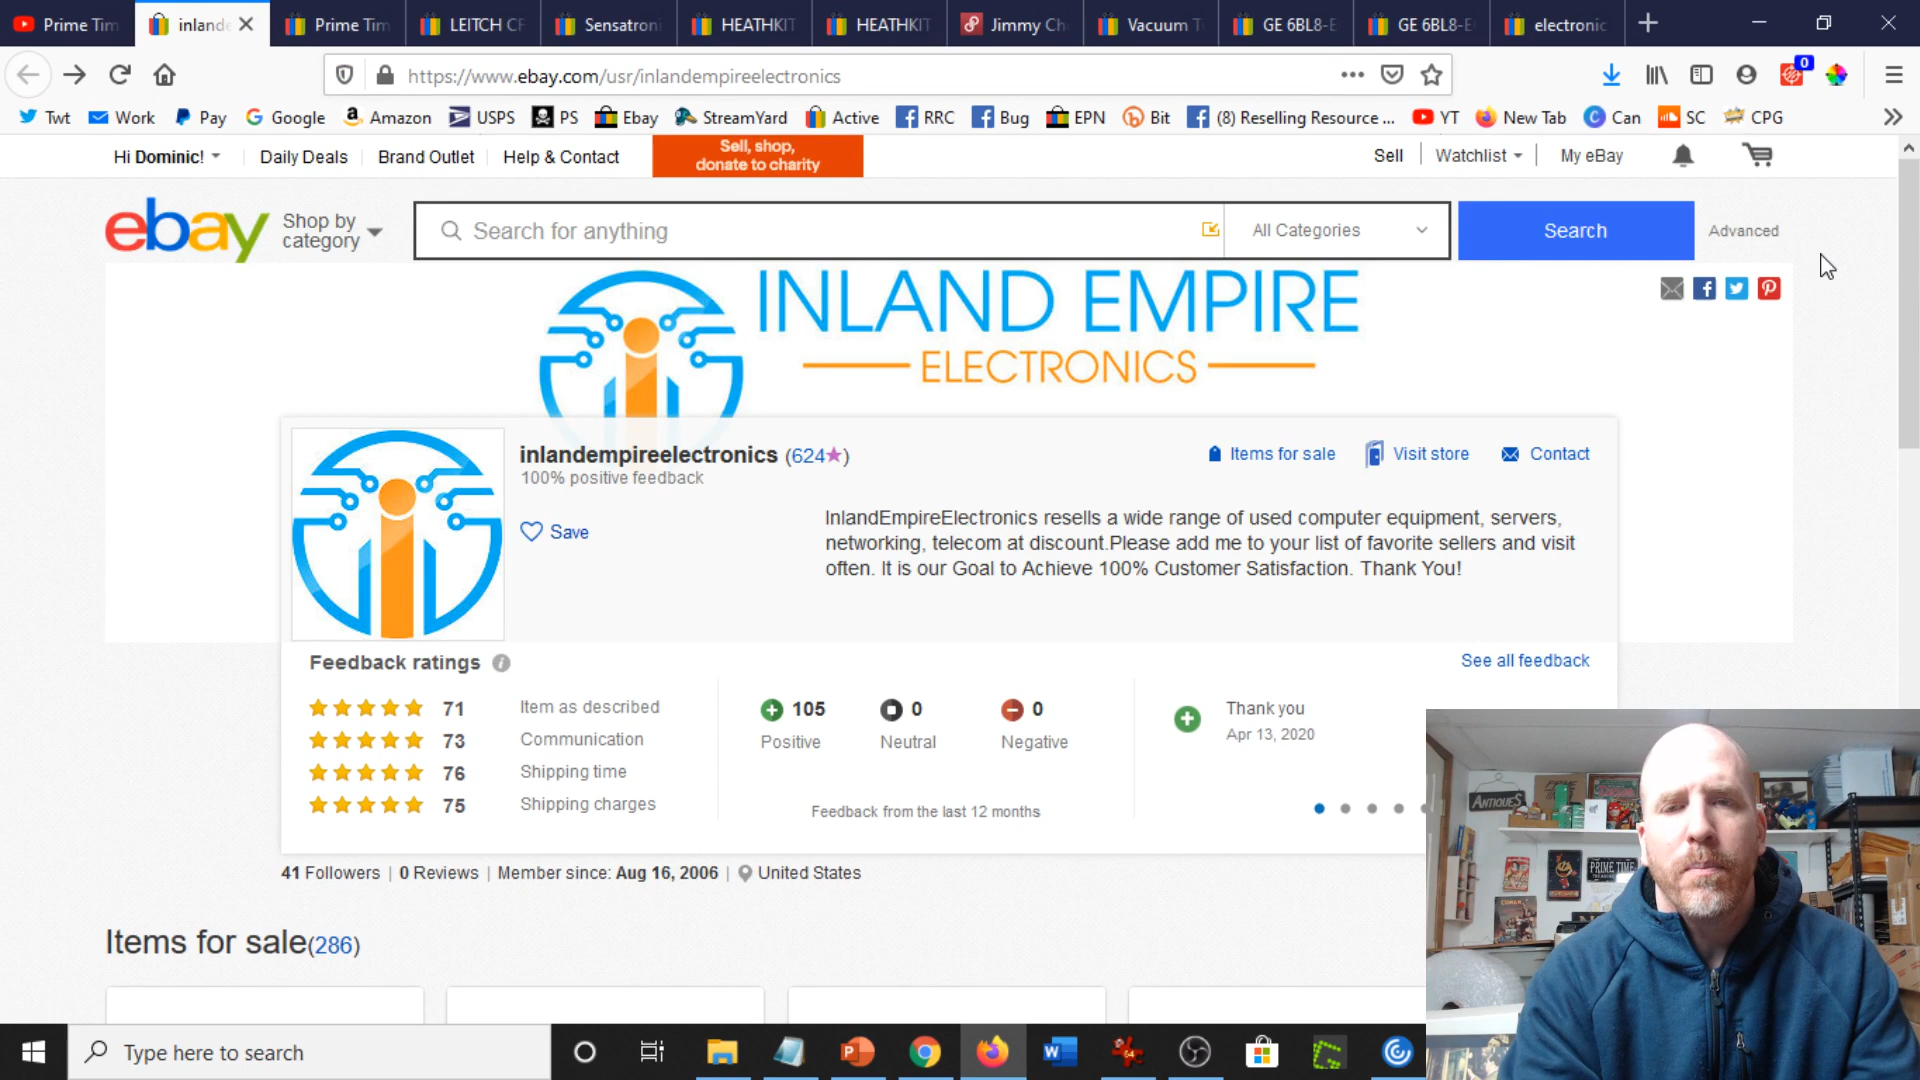 Prime Tim
inlande
Prime Tim
LEITCH CF
Sensatroni
HEATHKIT
HEATHKIT
Jimmy Ch
Vacuum T
GE 6BL8-E
GE 6BL8-E
electronic
https://www.ebay.com/usr/inlandempireelectronics
0
Twt Work Pay Google Amazon USPS PS Ebay StreamYard Active RRC Bug EPN Bit (8) Reselling Resource ... YT New Tab Can SC CPG
Hi Dominic! Daily Deals Brand Outlet Help & Contact
Sell, shop,
donate to charity
Sell Watchlist My eBay
ebay
Shop by
category
Search for anything
All Categories
Search
Advanced
INLAND EMPIRE
ELECTRONICS
inlandempireelectronics (624★)
100% positive feedback
Items for sale Visit store Contact
Save
InlandEmpireElectronics resells a wide range of used computer equipment, servers,
networking, telecom at discount.Please add me to your list of favorite sellers and visit
often. It is our Goal to Achieve 100% Customer Satisfaction. Thank You!
Feedback ratings
See all feedback
71 Item as described
73 Communication
76 Shipping time
75 Shipping charges
105 Positive
0 Neutral
0 Negative
Feedback from the last 12 months
Thank you
Apr 13, 2020
41 Followers | 0 Reviews | Member since: Aug 16, 2006 | United States
Items for sale(286)
ANTIQUES
PRIME TIME
CONAN
Type here to search